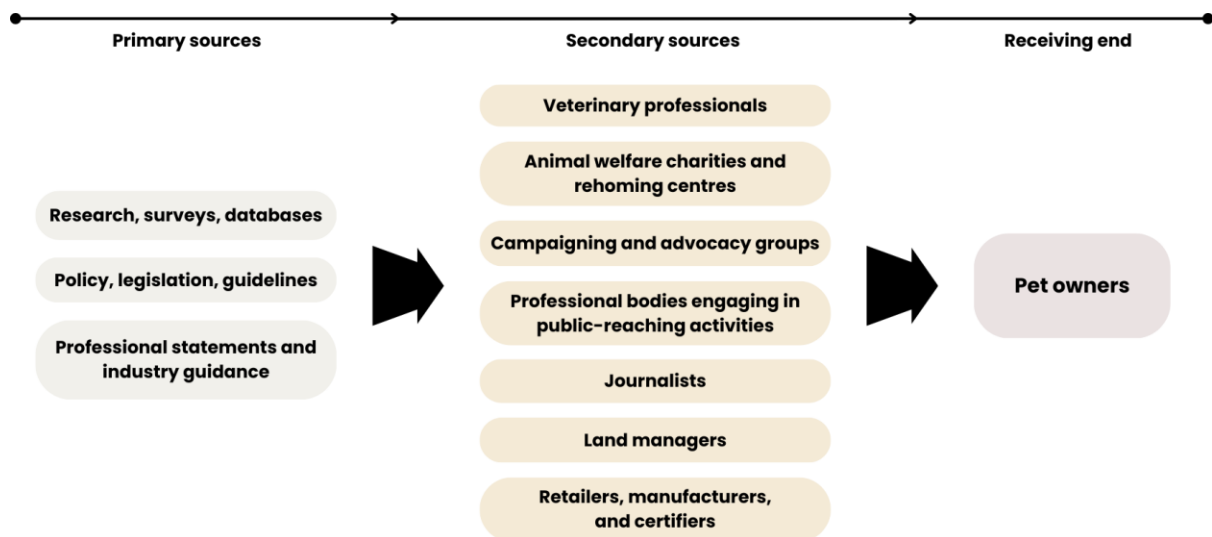 Primary sources
Secondary sources
Receiving end
Research, surveys, databases
Policy, legislation, guidelines
Professional statements and
industry guidance
Veterinary professionals
Animal welfare charities and
rehoming centres
Campaigning and advocacy groups
Professional bodies engaging in
public-reaching activities
Journalists
Land managers
Retailers, manufacturers,
and certifiers
Pet owners